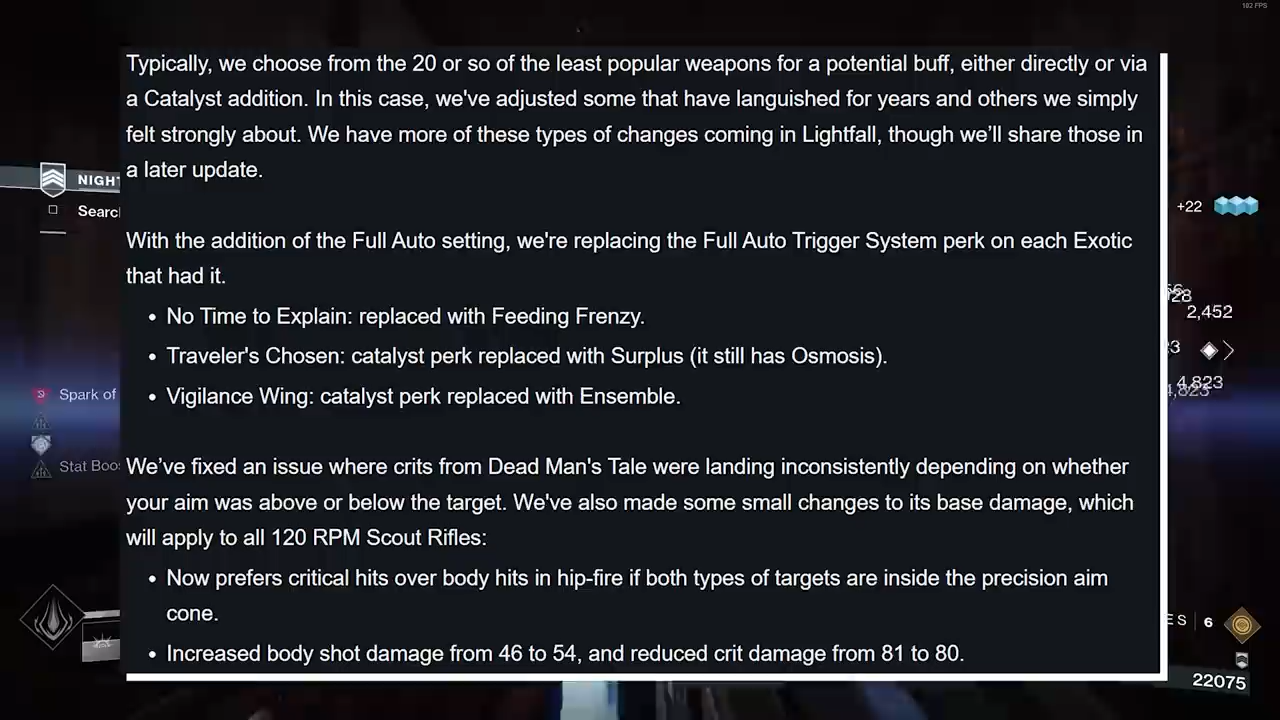 102 FPS
Typically, we choose from the 20 or so of the least popular weapons for a potential buff, either directly or via
a Catalyst addition. In this case, we've adjusted some that have languished for years and others we simply
felt strongly about. We have more of these types of changes coming in Lightfall, though we’ll share those in
a later update.
NIGHT
Searc
+22
With the addition of the Full Auto setting, we're replacing the Full Auto Trigger System perk on each Exotic
that had it.
• No Time to Explain: replaced with Feeding Frenzy.
2,452
• Traveler's Chosen: catalyst perk replaced with Surplus (it still has Osmosis).
• Vigilance Wing: catalyst perk replaced with Ensemble.
4,823
4,823
Spark of
Stat Boo
We’ve fixed an issue where crits from Dead Man's Tale were landing inconsistently depending on whether
your aim was above or below the target. We've also made some small changes to its base damage, which
will apply to all 120 RPM Scout Rifles:
• Now prefers critical hits over body hits in hip-fire if both types of targets are inside the precision aim
cone.
ES | 6
• Increased body shot damage from 46 to 54, and reduced crit damage from 81 to 80.
22075